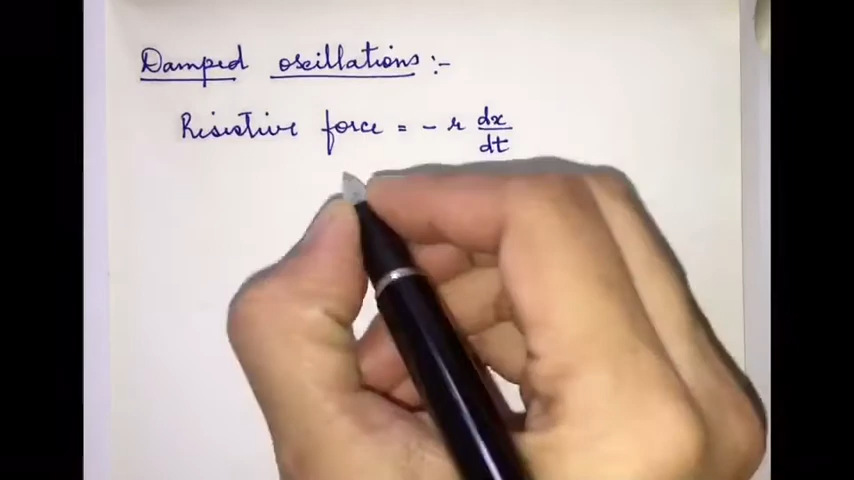 Damped oscillations :-
Resistive force = - r dx/dt